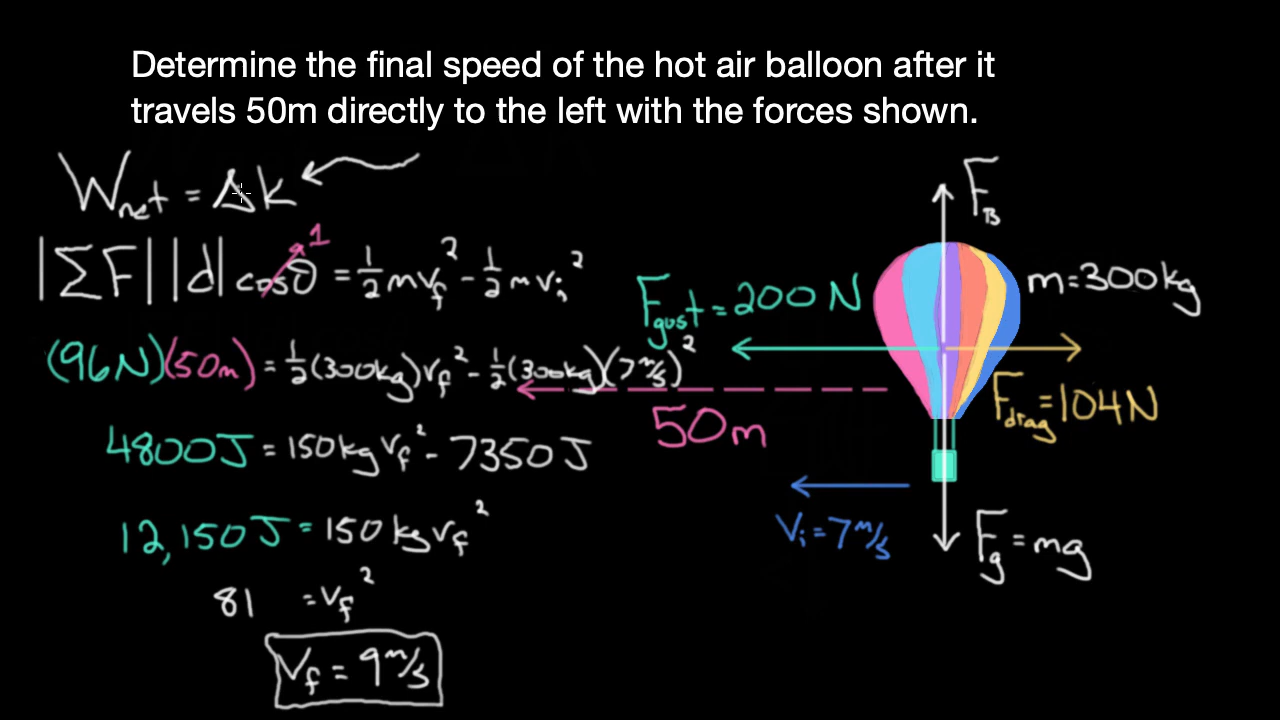 Determine the final speed of the hot air balloon after it
travels 50m directly to the left with the forces shown.
Wnet = Δk
|ΣF||d|cosθ = ½mvf² - ½mvi²
1
(96N)(50m) = ½(300kg)vf² - ½(300kg)(7m/s)²
4800J = 150kg vf² - 7350J
12,150J = 150kg vf²
81 = vf²
vf = 9m/s
FB
m=300kg
Fgust = 200N
Fdrag = 104N
50m
Vi = 7m/s
Fg = mg